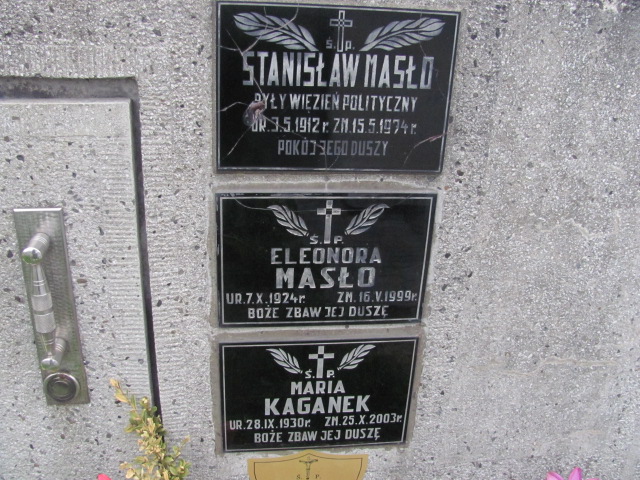 Ś. P.
STANISŁAW MASŁO
BYŁY WIĘZIEŃ POLITYCZNY
UR. 3.5.1912 r. ZM. 15.5.1974 r.
POKÓJ JEGO DUSZY
Ś. P.
ELEONORA
MASŁO
UR. 7.X.1924 r. ZM. 16.V.1999 r.
BOŻE ZBAW JEJ DUSZĘ
Ś. P.
MARIA
KAGANEK
UR. 28.IX.1930 r. ZM. 25.X.2003 r.
BOŻE ZBAW JEJ DUSZĘ
Ś. P.